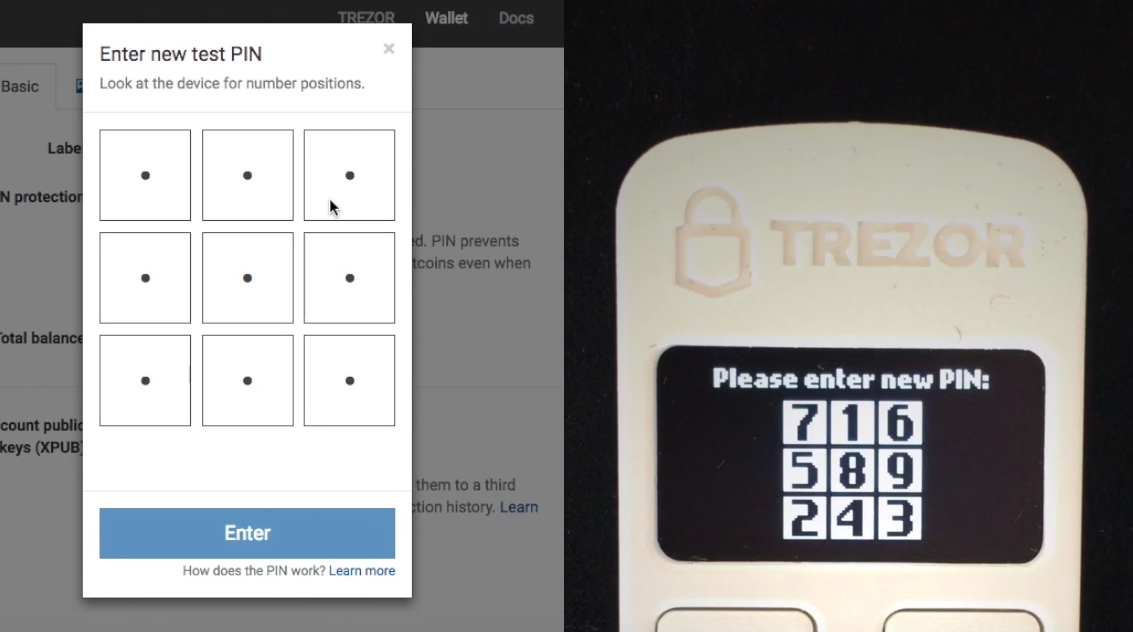 TREZOR Wallet Docs
Enter new test PIN
×
Look at the device for number positions.
Basic
Labe
N protection
ed. PIN prevents
tcoins even when
Total balance
count public
keys (XPUB)
them to a third
ction history. Learn
Enter
How does the PIN work? Learn more
TREZOR
Please enter new PIN:
7 1 6
5 8 9
2 4 3